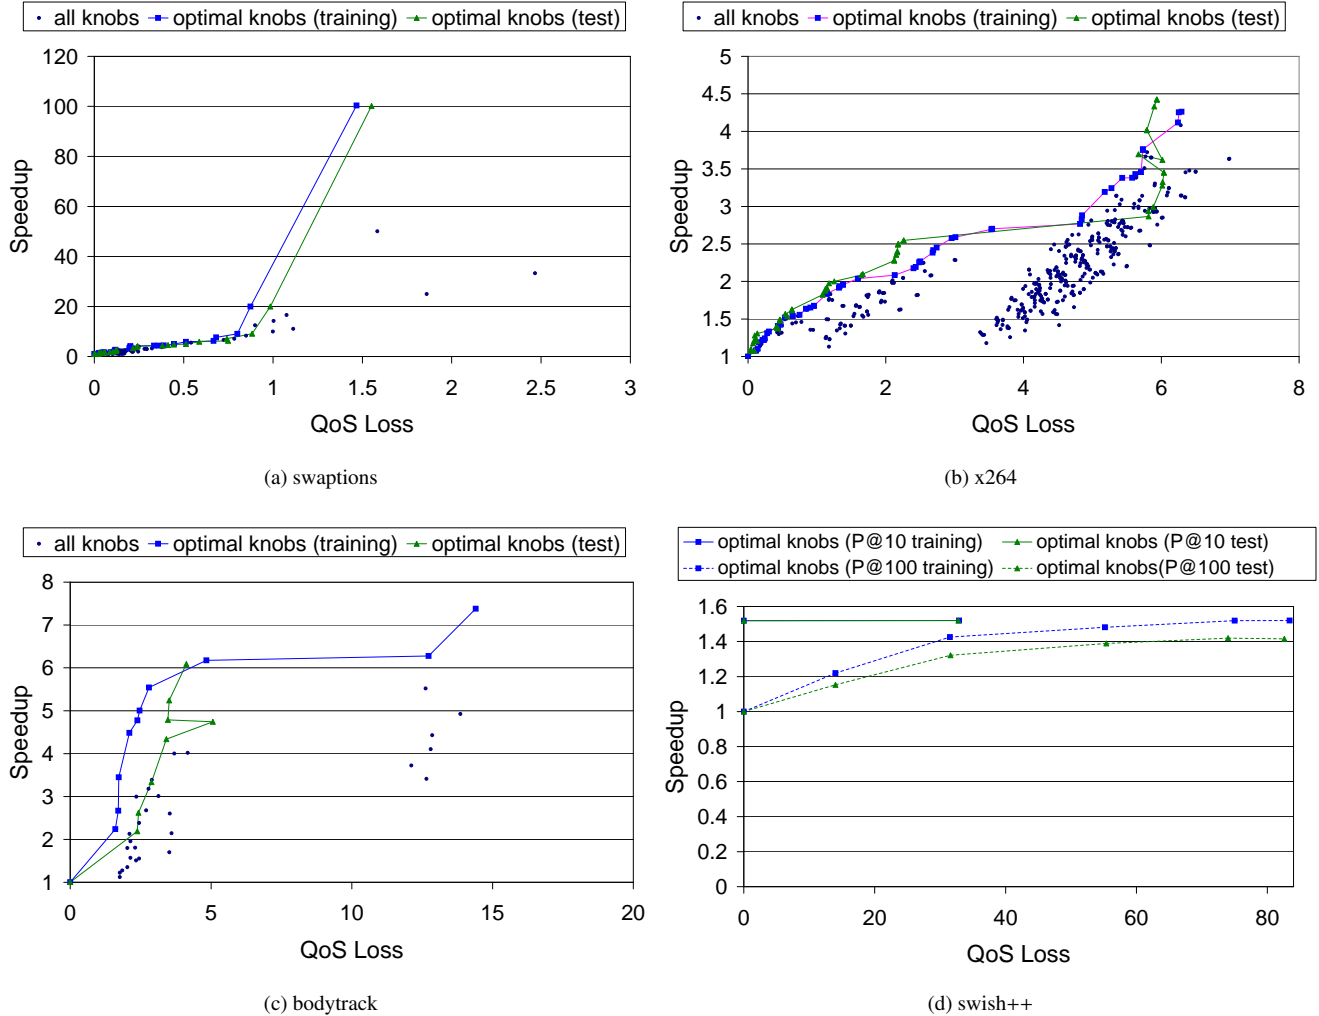 all knobs optimal knobs (training) optimal knobs (test)
120
100
80
60
40
20
0
Speedup
0 0.5 1 1.5 2 2.5 3
QoS Loss
(a) swaptions
all knobs optimal knobs (training) optimal knobs (test)
5
4.5
4
3.5
3
2.5
2
1.5
1
Speedup
0 2 4 6 8
QoS Loss
(b) x264
all knobs optimal knobs (training) optimal knobs (test)
8
7
6
5
4
3
2
1
Speedup
0 5 10 15 20
QoS Loss
(c) bodytrack
optimal knobs (P@10 training) optimal knobs (P@10 test)
optimal knobs (P@100 training) optimal knobs(P@100 test)
1.6
1.4
1.2
1
0.8
0.6
0.4
0.2
0
Speedup
0 20 40 60 80
QoS Loss
(d) swish++